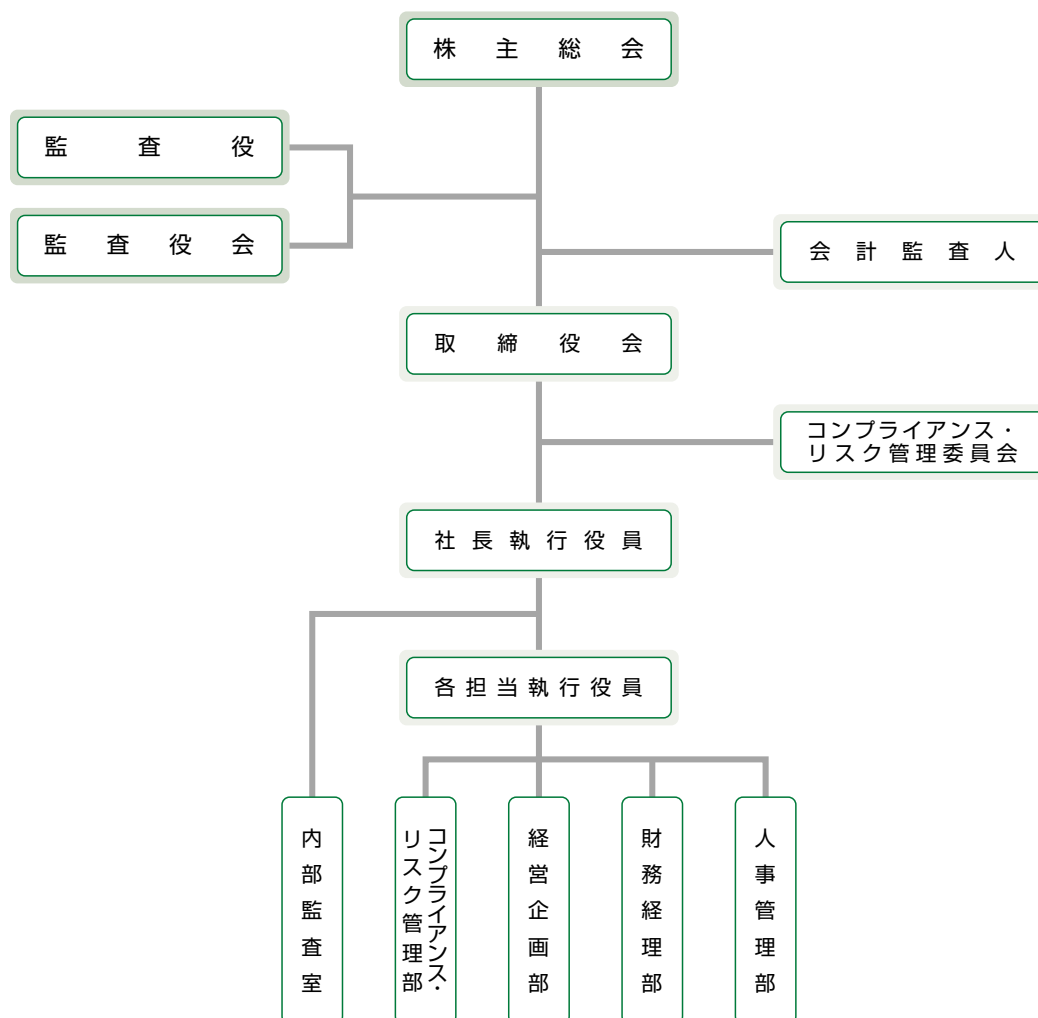 株主総会
監査役
監査役会
会計監査人
取締役会
コンプライアンス・
リスク管理委員会
社長執行役員
各担当執行役員
内部監査室
コンプライアンス・
リスク管理部
経営企画部
財務経理部
人事管理部